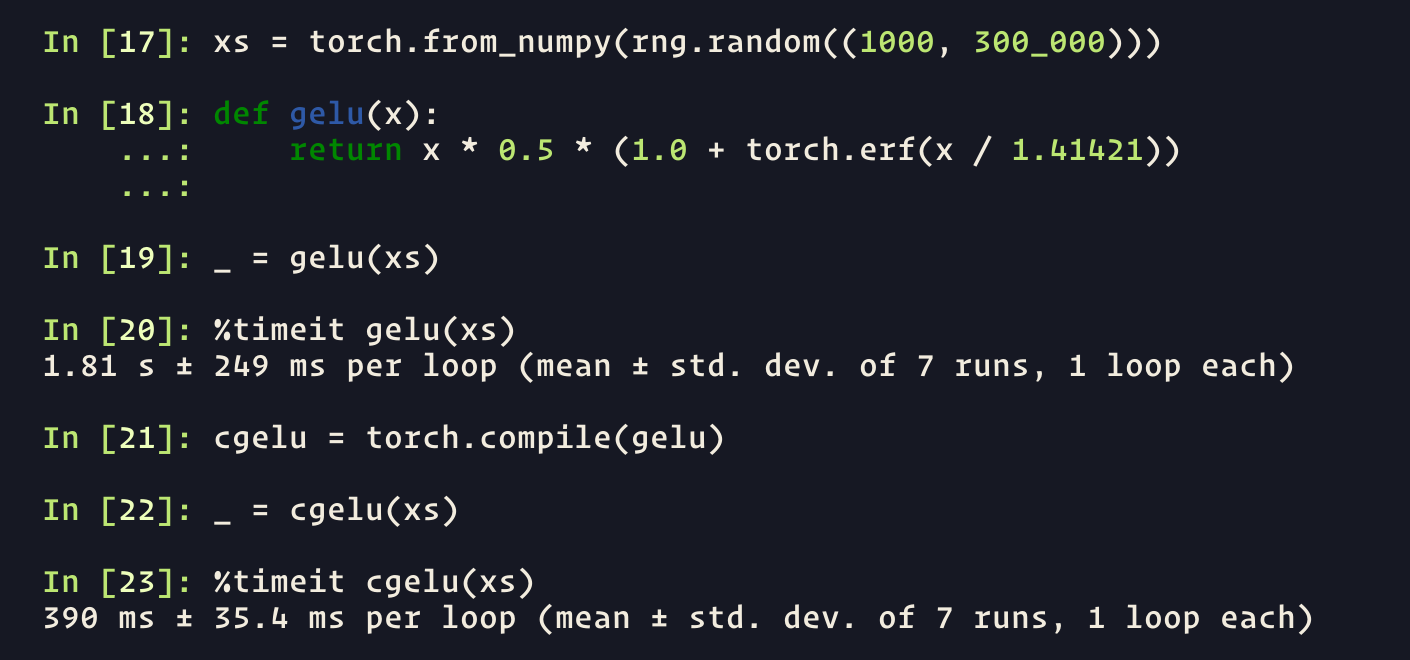 In [17]: xs = torch.from_numpy(rng.random((1000, 300_000)))
In [18]: def gelu(x):
    ...:     return x * 0.5 * (1.0 + torch.erf(x / 1.41421))
    ...:
In [19]: _ = gelu(xs)
In [20]: %timeit gelu(xs)
1.81 s ± 249 ms per loop (mean ± std. dev. of 7 runs, 1 loop each)
In [21]: cgelu = torch.compile(gelu)
In [22]: _ = cgelu(xs)
In [23]: %timeit cgelu(xs)
390 ms ± 35.4 ms per loop (mean ± std. dev. of 7 runs, 1 loop each)